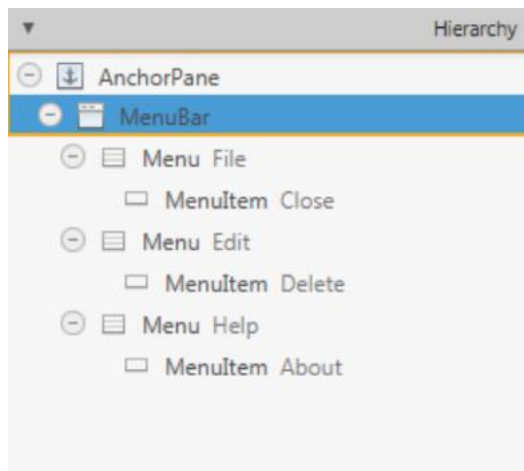 Hierarchy
AnchorPane
MenuBar
Menu File
MenuItem Close
Menu Edit
MenuItem Delete
Menu Help
MenuItem About